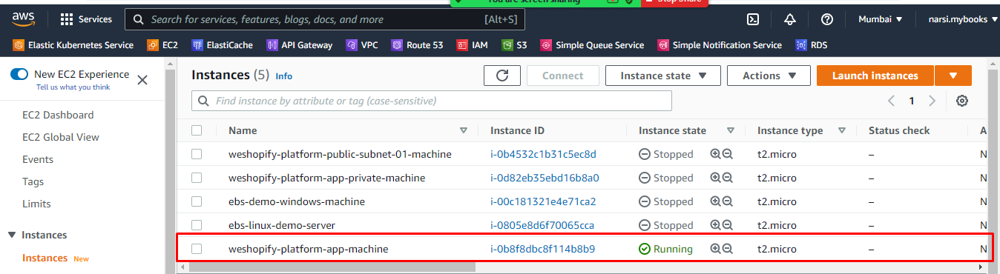 You are screen sharing Stop Share
aws Services Search for services, features, blogs, docs, and more [Alt+S] Mumbai narsi.mybooks
Elastic Kubernetes Service EC2 ElastiCache API Gateway VPC Route 53 IAM S3 Simple Queue Service Simple Notification Service RDS
New EC2 Experience
Tell us what you think
EC2 Dashboard
EC2 Global View
Events
Tags
Limits
Instances
Instances New
Instances (5) Info Connect Instance state Actions Launch instances
Find instance by attribute or tag (case-sensitive) 1
Name Instance ID Instance state Instance type Status check A
weshopify-platform-public-subnet-01-machine i-0b4532c1b31c5ec8d Stopped t2.micro – N
weshopify-platform-app-private-machine i-0d82eb35ebd16b8a0 Stopped t2.micro – N
ebs-demo-windows-machine i-00c181321e4e71ca2 Stopped t2.micro – N
ebs-linux-demo-server i-0805e8d6f70065cca Stopped t2.micro – N
weshopify-platform-app-machine i-0b8f8dbc8f114b8b9 Running t2.micro – N